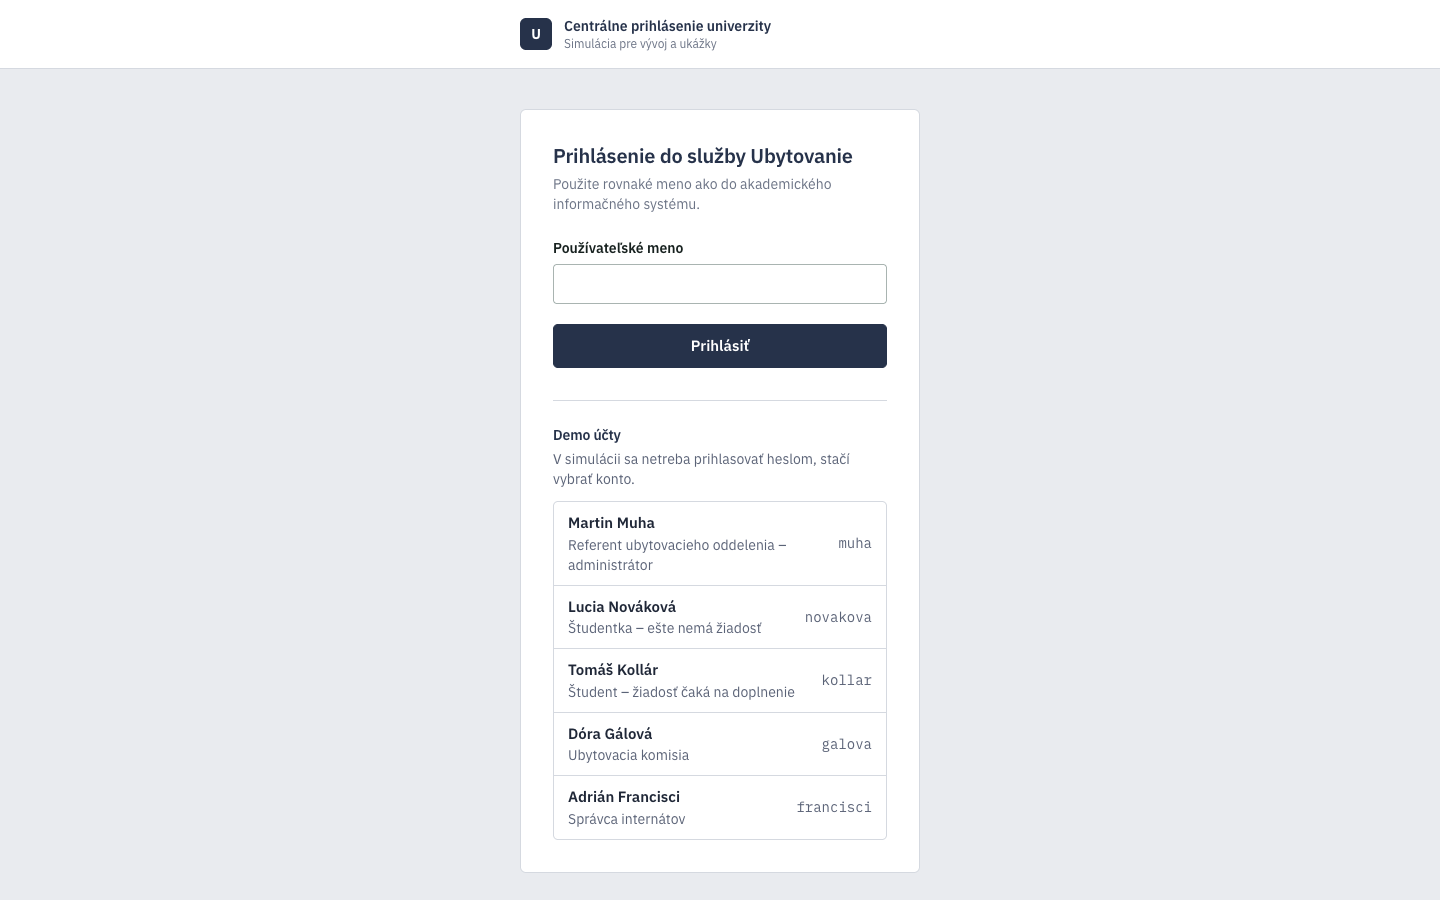 U
Centrálne prihlásenie univerzity
Simulácia pre vývoj a ukážky
Prihlásenie do služby Ubytovanie
Použite rovnaké meno ako do akademického
informačného systému.
Používateľské meno
Prihlásiť
Demo účty
V simulácii sa netreba prihlasovať heslom, stačí
vybrať konto.
Martin Muha
Referent ubytovacieho oddelenia –
administrátor
muha
Lucia Nováková
Študentka – ešte nemá žiadosť
novakova
Tomáš Kollár
Študent – žiadosť čaká na doplnenie
kollar
Dóra Gálová
Ubytovacia komisia
galova
Adrián Francisci
Správca internátov
francisci